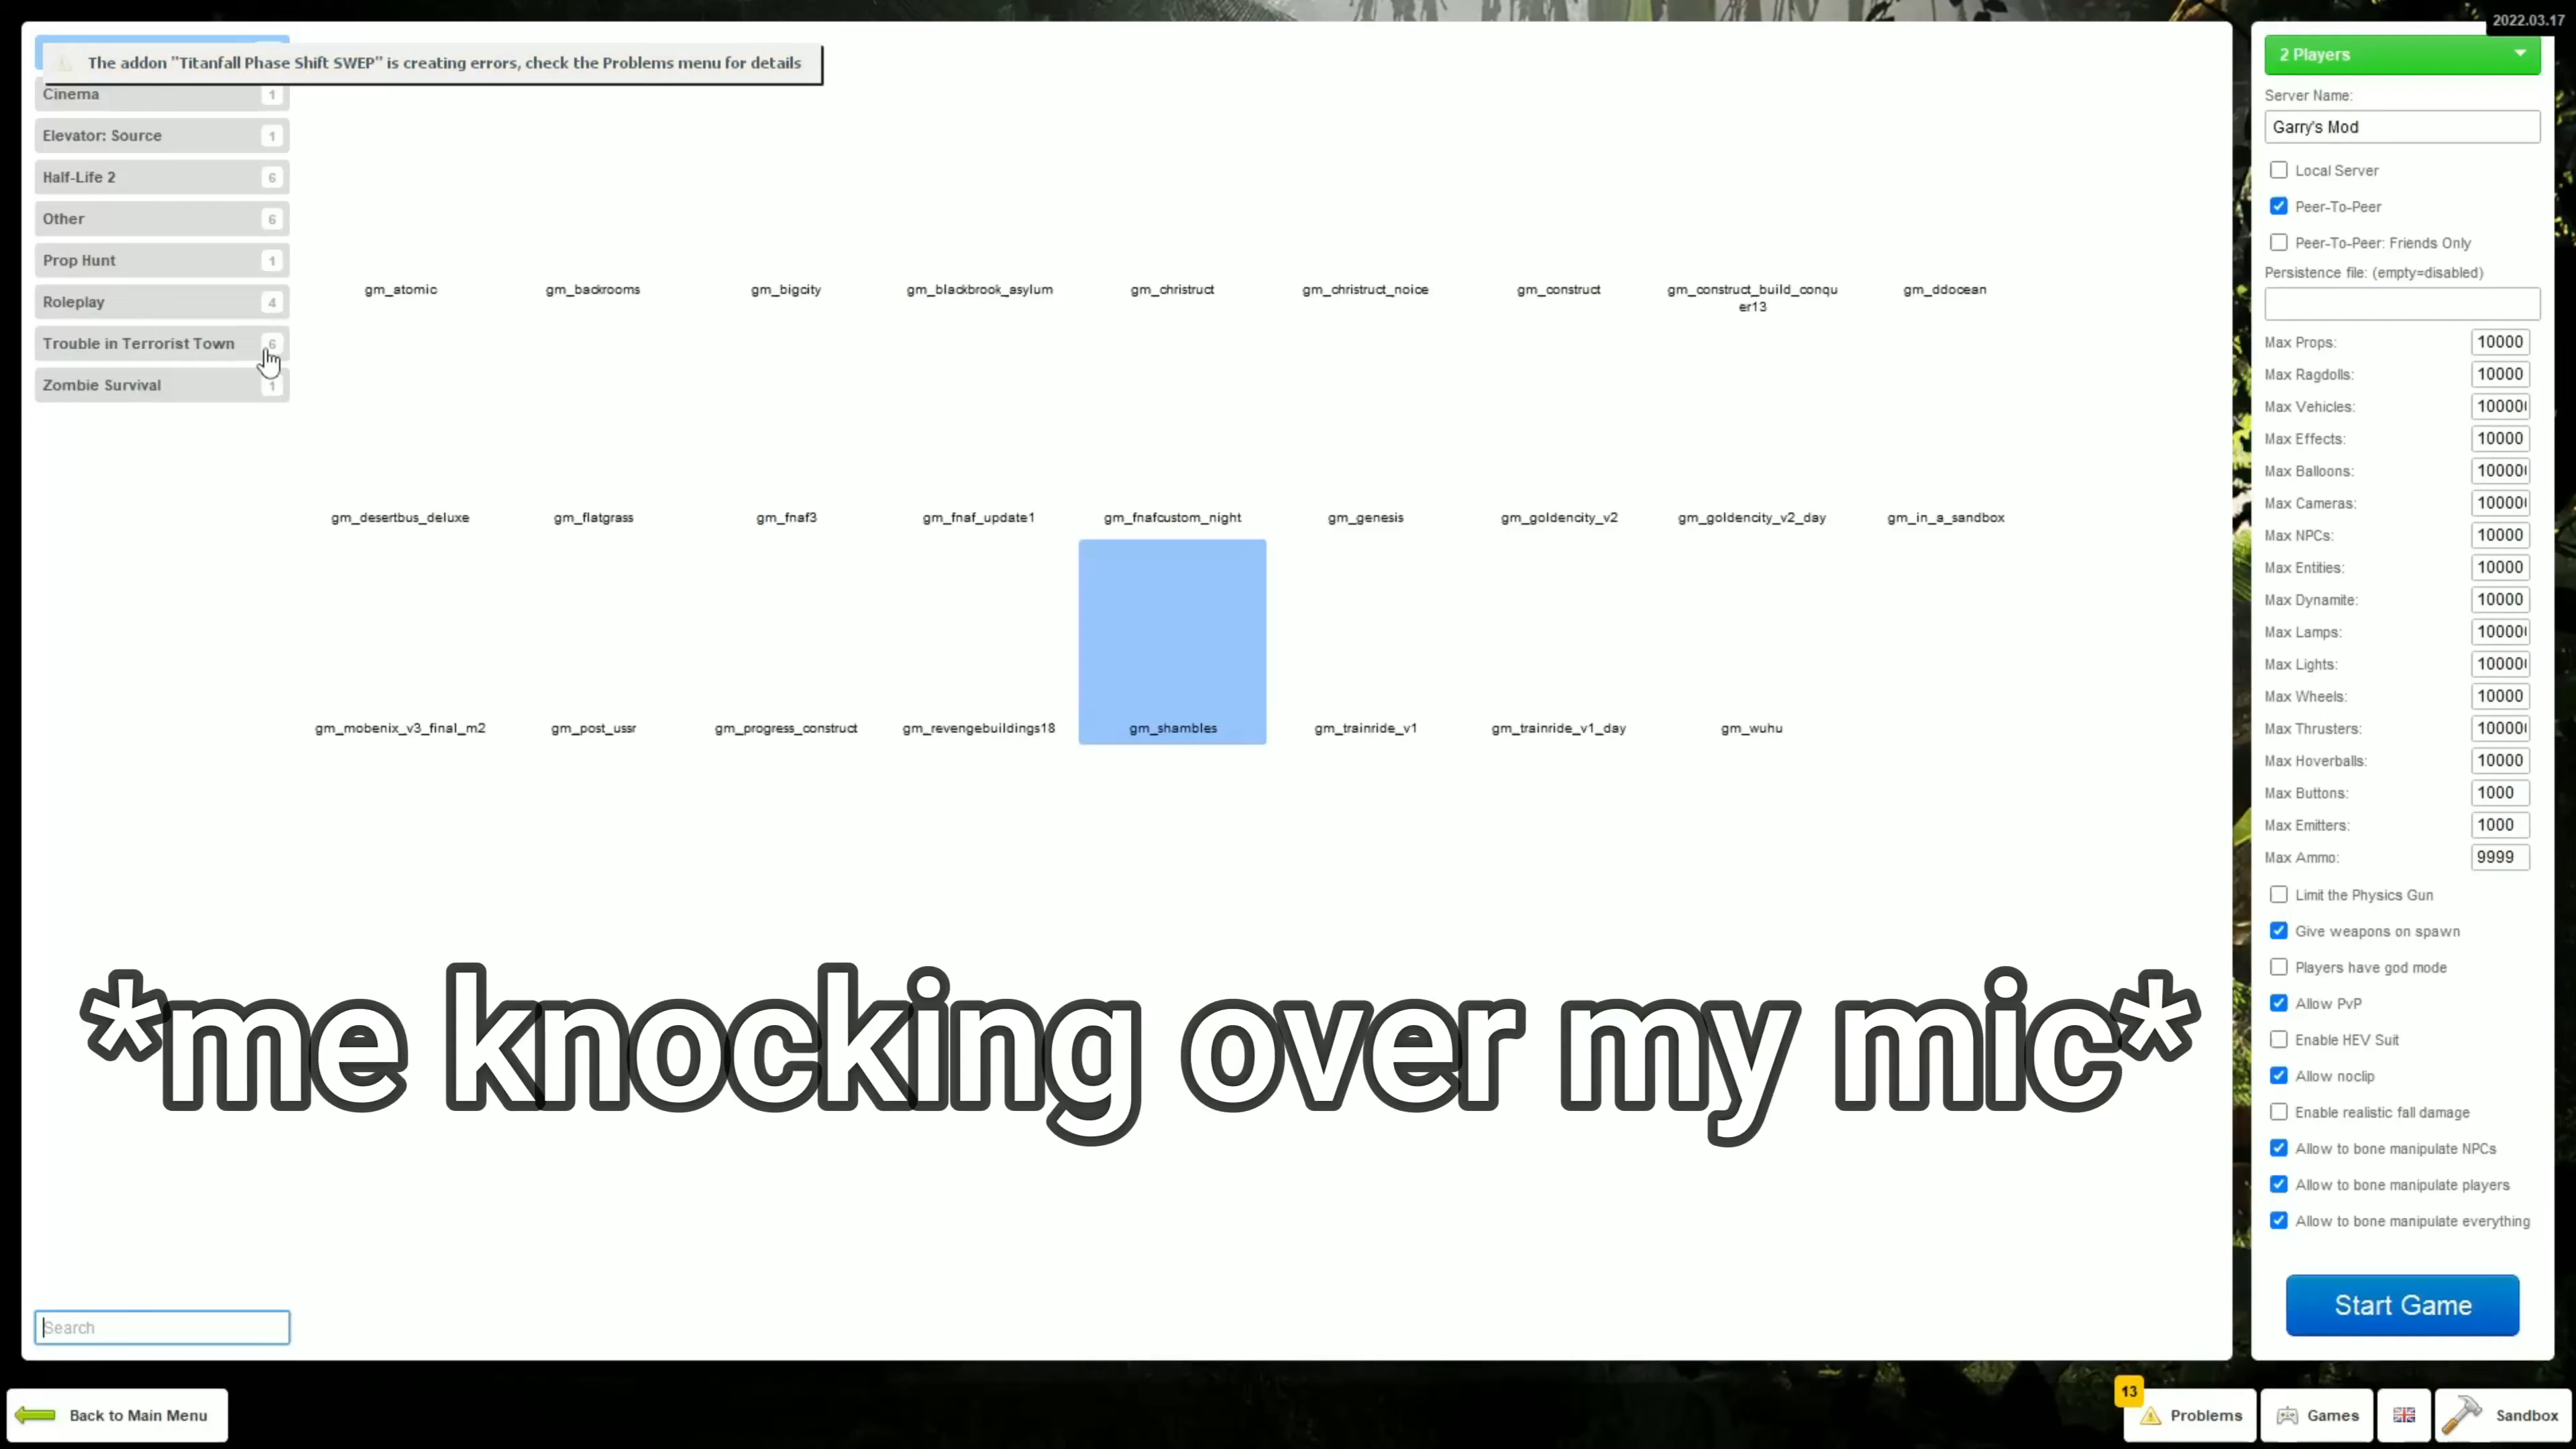 2022.03.17
The addon "Titanfall Phase Shift SWEP" is creating errors, check the Problems menu for details
Cinema 1
Elevator: Source 1
Half-Life 2 6
Other 6
Prop Hunt 1
Roleplay 4
Trouble in Terrorist Town 6
Zombie Survival 1
gm_atomic
gm_backrooms
gm_bigcity
gm_blackbrook_asylum
gm_christruct
gm_christruct_noice
gm_construct
gm_construct_build_conqu
er13
gm_ddocean
gm_desertbus_deluxe
gm_flatgrass
gm_fnaf3
gm_fnaf_update1
gm_fnafcustom_night
gm_genesis
gm_goldencity_v2
gm_goldencity_v2_day
gm_in_a_sandbox
gm_mobenix_v3_final_m2
gm_post_ussr
gm_progress_construct
gm_revengebuildings18
gm_shambles
gm_trainride_v1
gm_trainride_v1_day
gm_wuhu
*me knocking over my mic*
Search
2 Players
Server Name:
Garry's Mod
Local Server
Peer-To-Peer
Peer-To-Peer: Friends Only
Persistence file: (empty=disabled)
Max Props: 10000
Max Ragdolls: 10000
Max Vehicles: 10000
Max Effects: 10000
Max Balloons: 10000
Max Cameras: 10000
Max NPCs: 10000
Max Entities: 10000
Max Dynamite: 10000
Max Lamps: 10000
Max Lights: 10000
Max Wheels: 10000
Max Thrusters: 10000
Max Hoverballs: 10000
Max Buttons: 1000
Max Emitters: 1000
Max Ammo: 9999
Limit the Physics Gun
Give weapons on spawn
Players have god mode
Allow PvP
Enable HEV Suit
Allow noclip
Enable realistic fall damage
Allow to bone manipulate NPCs
Allow to bone manipulate players
Allow to bone manipulate everything
Start Game
Back to Main Menu
13
Problems
Games
Sandbox